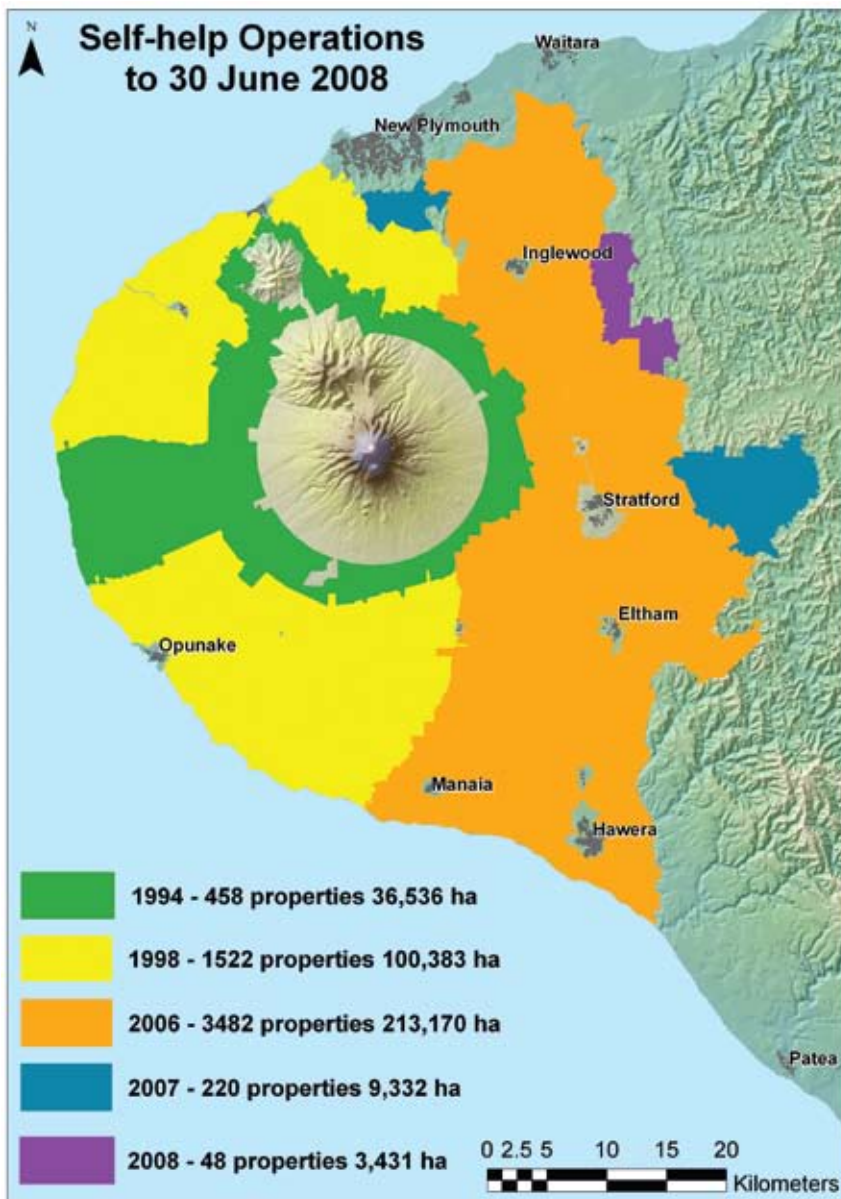 N
Self-help Operations
to 30 June 2008
Waitara
New Plymouth
Inglewood
Stratford
Eltham
Opunake
Manaia
Hawera
Patea
1994 - 458 properties 36,536 ha
1998 - 1522 properties 100,383 ha
2006 - 3482 properties 213,170 ha
2007 - 220 properties 9,332 ha
2008 - 48 properties 3,431 ha
0 2.5 5 10 15 20
Kilometers